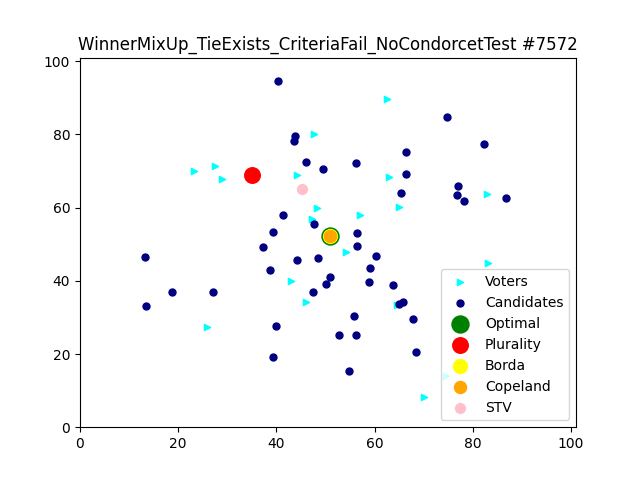 WinnerMixUp_TieExists_CriteriaFail_NoCondorcetTest #7572
100
80
60
40
20
0
0 20 40 60 80 100
Voters
Candidates
Optimal
Plurality
Borda
Copeland
STV